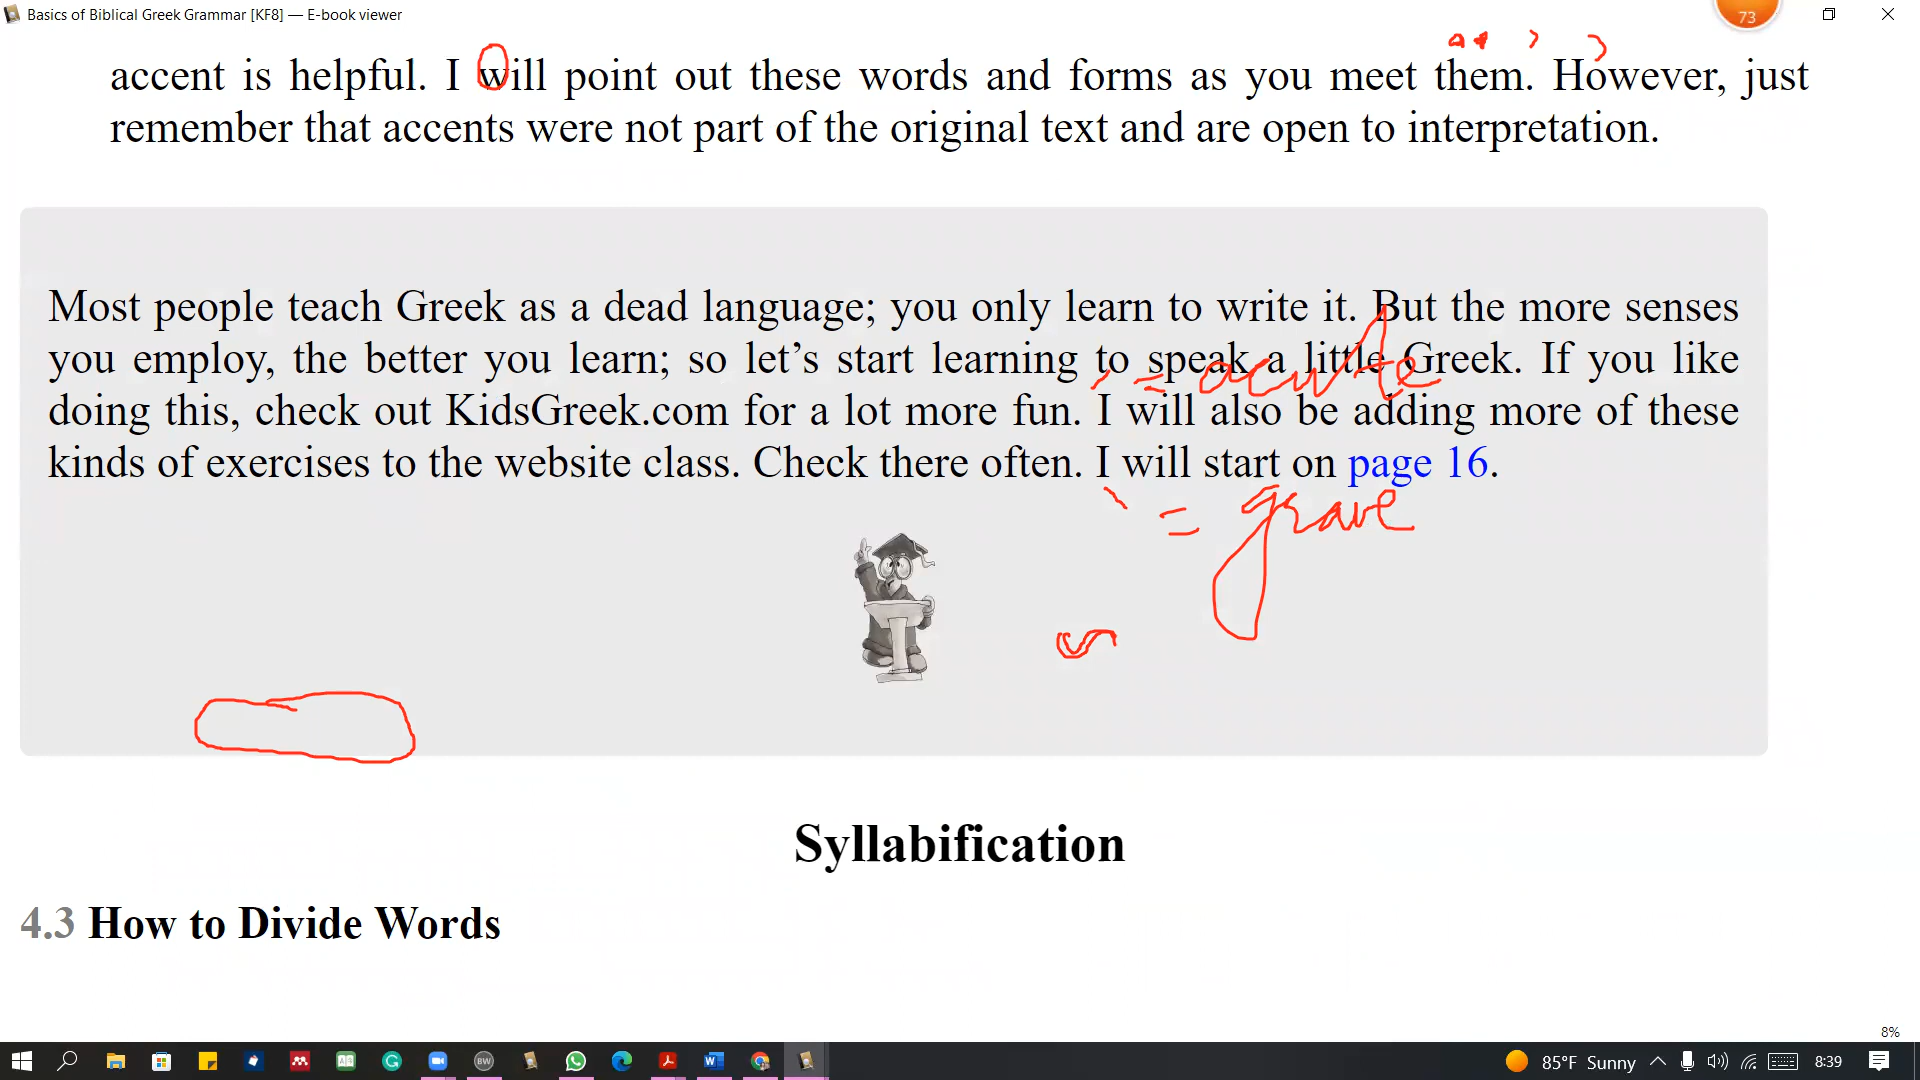 Basics of Biblical Greek Grammar [KF8] — E-book viewer
73
accent is helpful. I will point out these words and forms as you meet them. However, just
remember that accents were not part of the original text and are open to interpretation.
Most people teach Greek as a dead language; you only learn to write it. But the more senses
you employ, the better you learn; so let’s start learning to speak a little Greek. If you like
´ = acute
doing this, check out KidsGreek.com for a lot more fun. I will also be adding more of these
kinds of exercises to the website class. Check there often. I will start on page 16.
` = grave
Syllabification
4.3 How to Divide Words
8%
BW
85°F Sunny
8:39